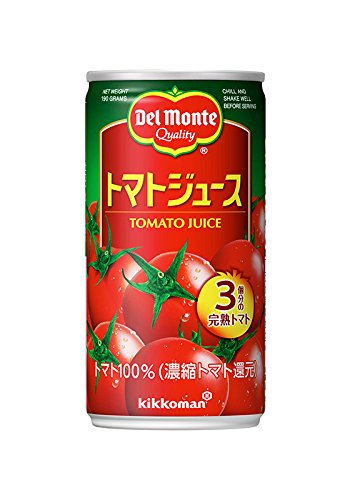 NET WEIGHT
190 GRAMS
CHILL AND
SHAKE WELL
BEFORE SERVING
Del Monte
Quality
®
トマトジュース
TOMATO JUICE
3個分の
完熟トマト
トマト100%(濃縮トマト還元)
kikkoman®